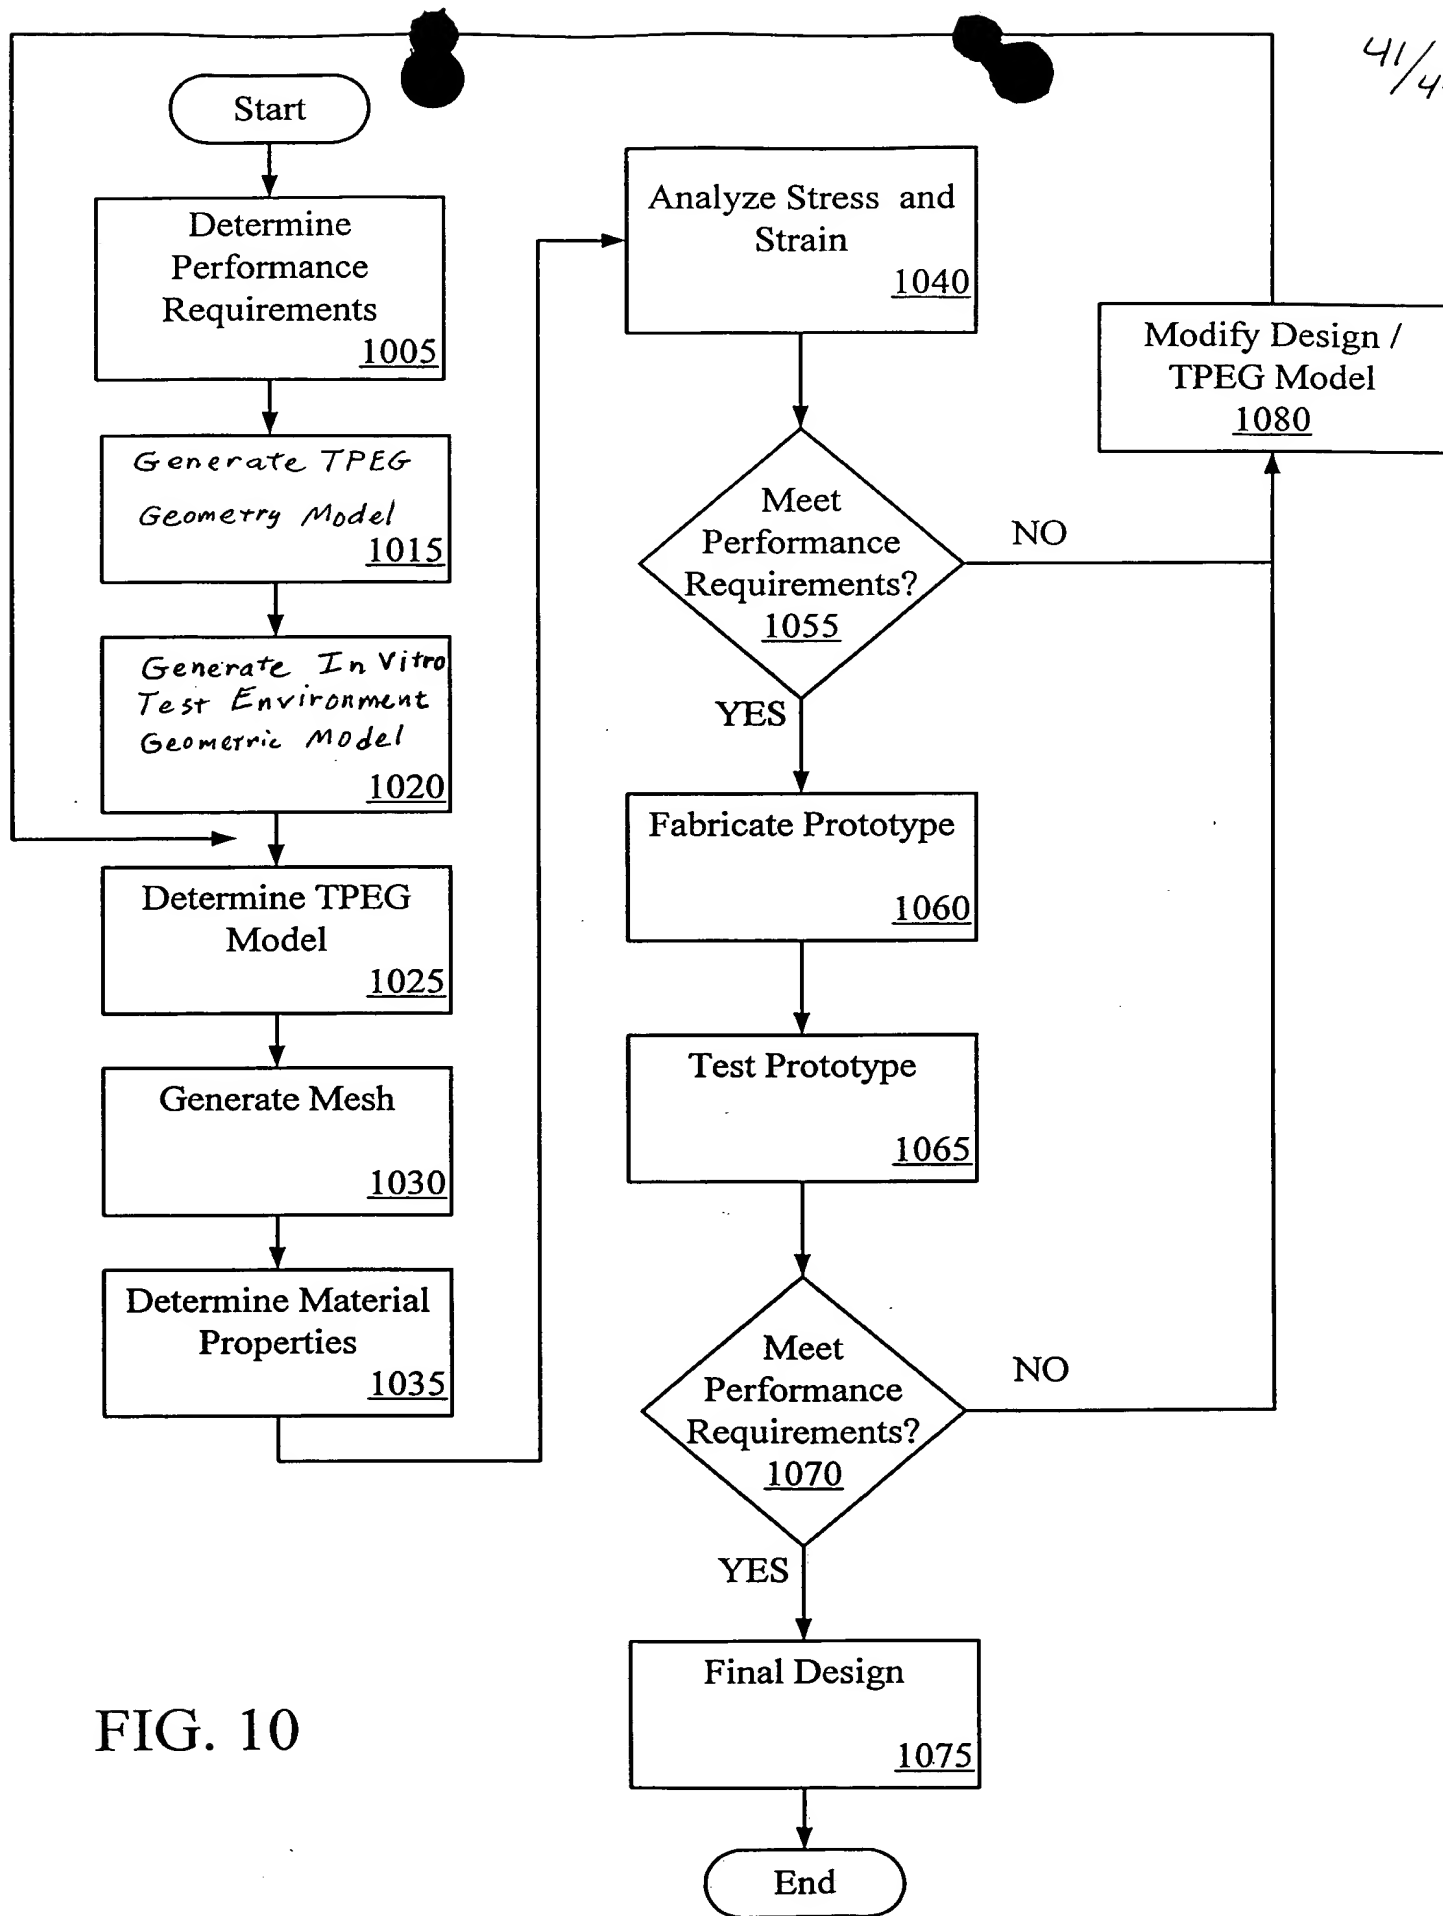 41/4
Start
Determine
Performance
Requirements
1005
Generate TPEG
Geometry Model
1015
Generate In Vitro
Test Environment
Geometric Model
1020
Determine TPEG
Model
1025
Generate Mesh
1030
Determine Material
Properties
1035
Analyze Stress and
Strain
1040
Meet
Performance
Requirements?
1055
NO
YES
Fabricate Prototype
1060
Test Prototype
1065
Meet
Performance
Requirements?
1070
NO
YES
Final Design
1075
End
Modify Design /
TPEG Model
1080
FIG. 10